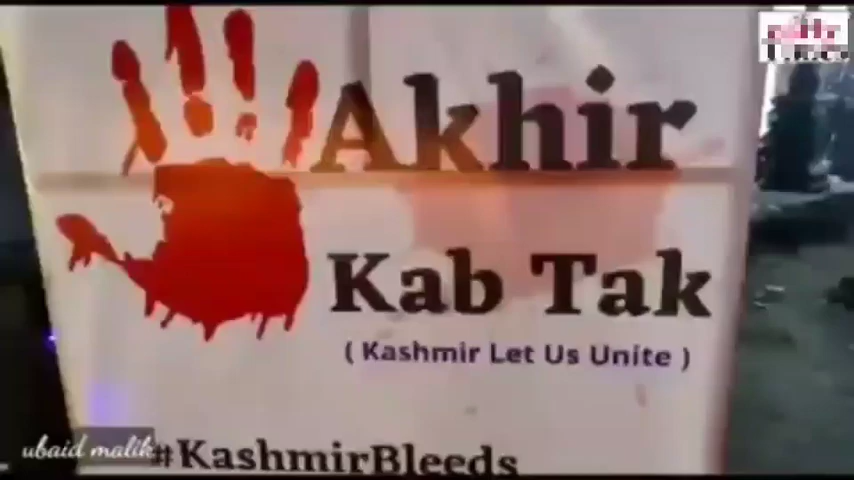 Akhir
Kab Tak
( Kashmir Let Us Unite )
#KashmirBleeds
ubaid malik